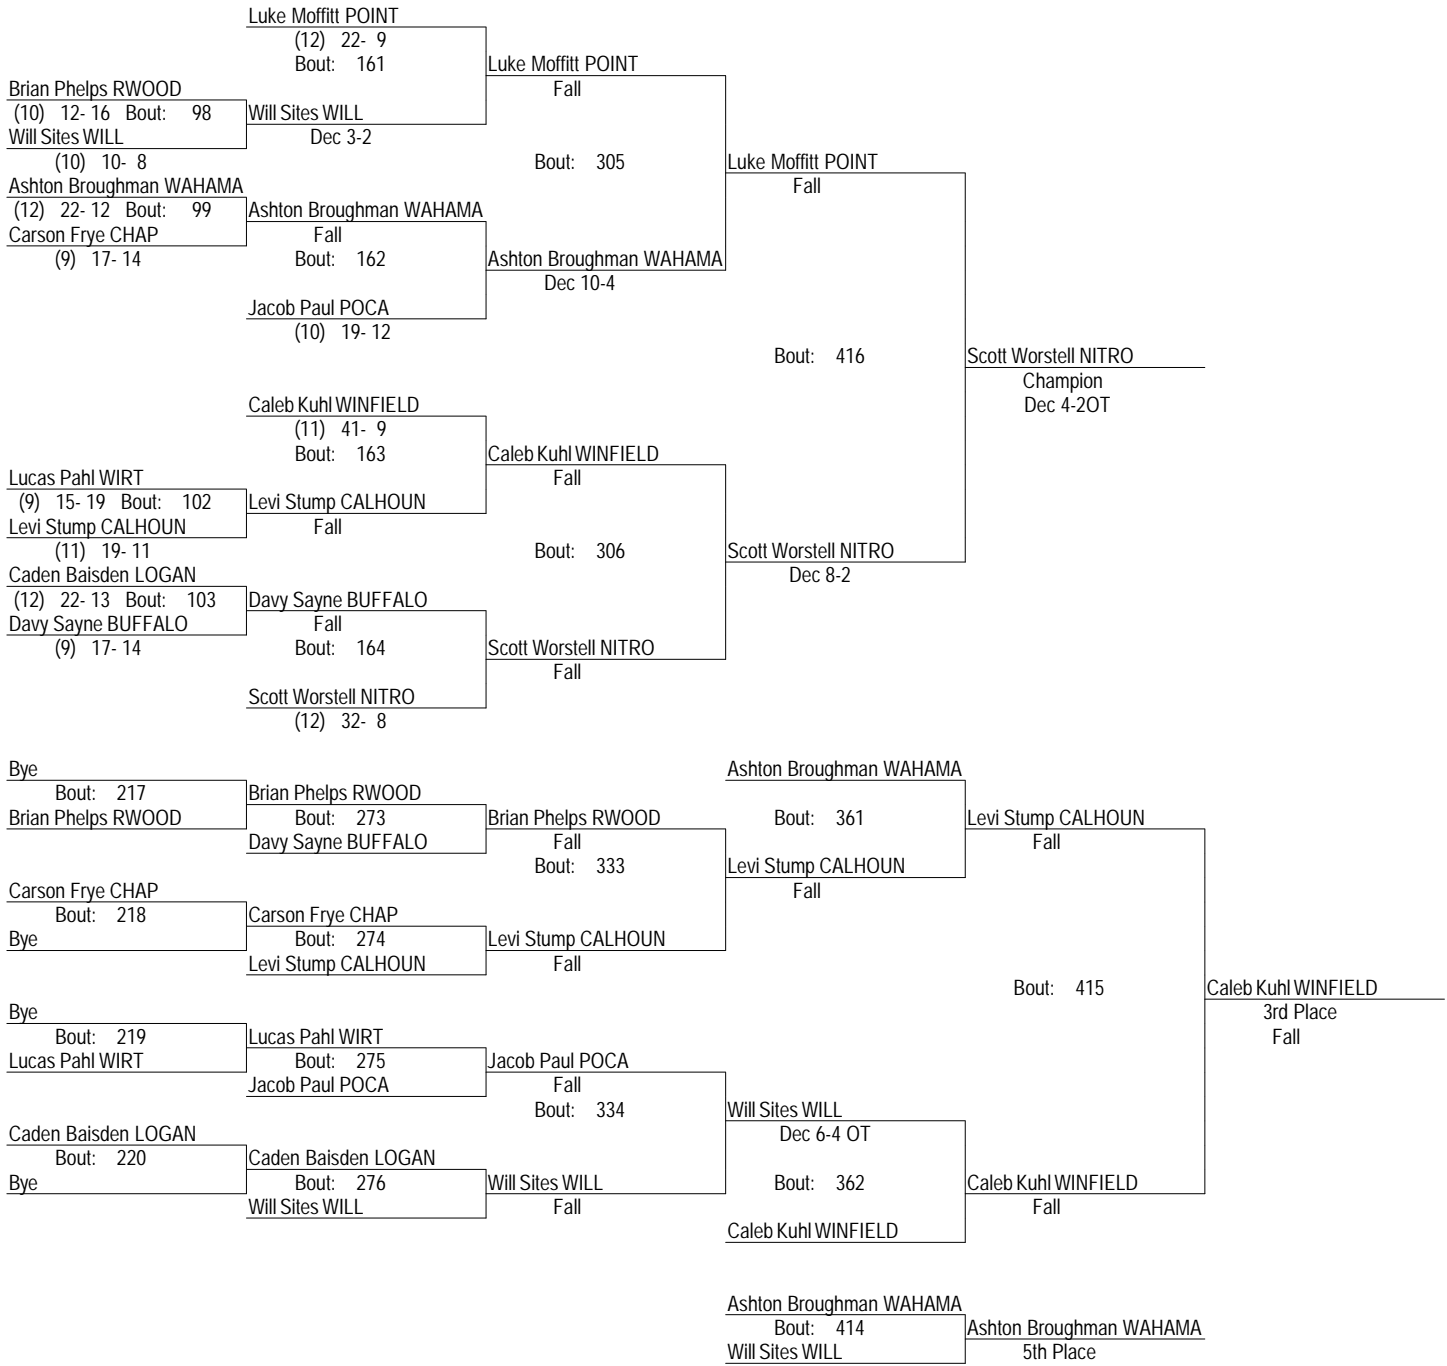 Luke Moffitt POINT
(12) 22- 9
Bout: 161
Luke Moffitt POINT
Fall
Brian Phelps RWOOD
(10) 12- 16 Bout: 98
Will Sites WILL
Dec 3-2
Will Sites WILL
(10) 10- 8
Bout: 305
Luke Moffitt POINT
Fall
Ashton Broughman WAHAMA
(12) 22- 12 Bout: 99
Ashton Broughman WAHAMA
Fall
Carson Frye CHAP
(9) 17- 14
Bout: 162
Ashton Broughman WAHAMA
Dec 10-4
Jacob Paul POCA
(10) 19- 12
Bout: 416
Scott Worstell NITRO
Champion
Dec 4-2OT
Caleb Kuhl WINFIELD
(11) 41- 9
Bout: 163
Caleb Kuhl WINFIELD
Fall
Lucas Pahl WIRT
(9) 15- 19 Bout: 102
Levi Stump CALHOUN
Fall
Levi Stump CALHOUN
(11) 19- 11
Bout: 306
Scott Worstell NITRO
Dec 8-2
Caden Baisden LOGAN
(12) 22- 13 Bout: 103
Davy Sayne BUFFALO
Fall
Davy Sayne BUFFALO
(9) 17- 14
Bout: 164
Scott Worstell NITRO
Fall
Scott Worstell NITRO
(12) 32- 8
Bye
Bout: 217
Brian Phelps RWOOD
Brian Phelps RWOOD
Bout: 273
Davy Sayne BUFFALO
Brian Phelps RWOOD
Fall
Bout: 333
Ashton Broughman WAHAMA
Bout: 361
Levi Stump CALHOUN
Fall
Levi Stump CALHOUN
Fall
Carson Frye CHAP
Bout: 218
Bye
Carson Frye CHAP
Bout: 274
Levi Stump CALHOUN
Levi Stump CALHOUN
Fall
Bout: 415
Caleb Kuhl WINFIELD
3rd Place
Fall
Bye
Bout: 219
Lucas Pahl WIRT
Lucas Pahl WIRT
Bout: 275
Jacob Paul POCA
Jacob Paul POCA
Fall
Bout: 334
Will Sites WILL
Dec 6-4 OT
Caden Baisden LOGAN
Bout: 220
Bye
Caden Baisden LOGAN
Bout: 276
Will Sites WILL
Will Sites WILL
Fall
Bout: 362
Caleb Kuhl WINFIELD
Fall
Caleb Kuhl WINFIELD
Ashton Broughman WAHAMA
Bout: 414
Will Sites WILL
Ashton Broughman WAHAMA
5th Place